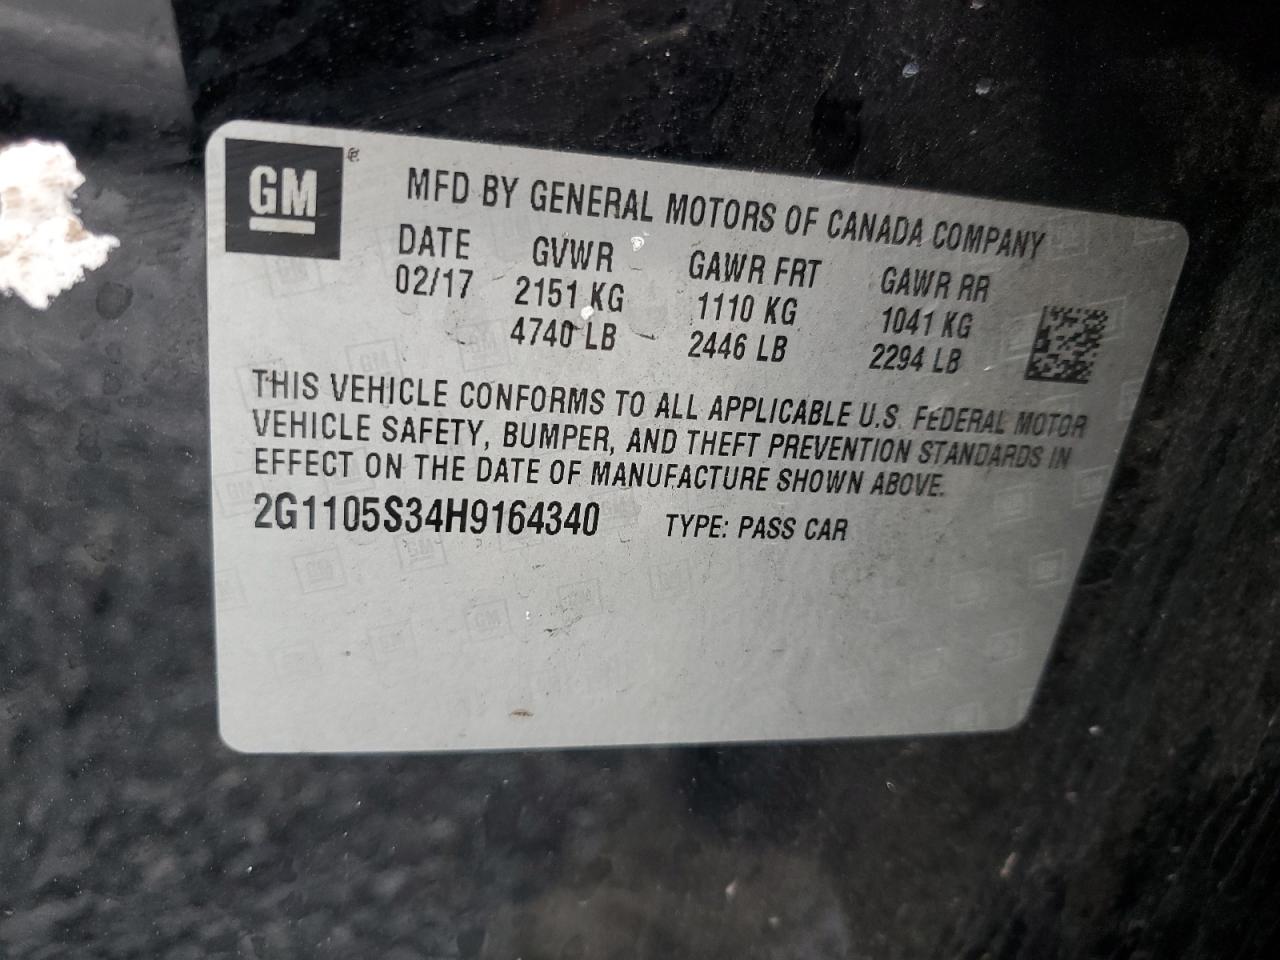 GM
MFD BY GENERAL MOTORS OF CANADA COMPANY
DATE GVWR GAWR FRT GAWR RR
02/17 2151 KG 1110 KG 1041 KG
4740 LB 2446 LB 2294 LB
THIS VEHICLE CONFORMS TO ALL APPLICABLE U.S. FEDERAL MOTOR
VEHICLE SAFETY, BUMPER, AND THEFT PREVENTION STANDARDS IN
EFFECT ON THE DATE OF MANUFACTURE SHOWN ABOVE.
2G1105S34H9164340 TYPE: PASS CAR